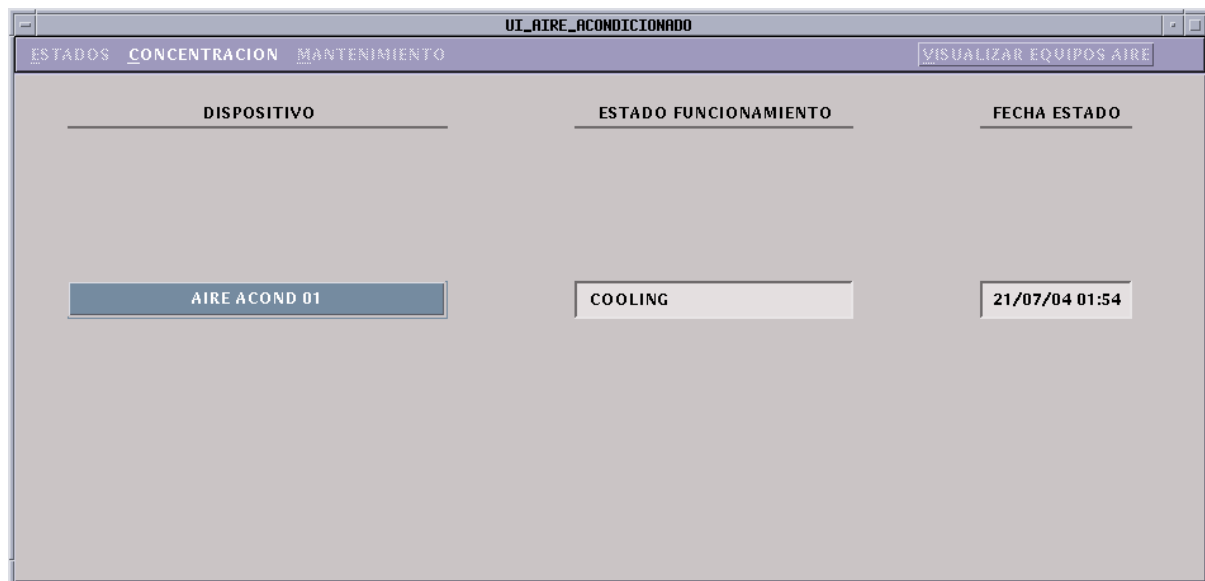 UI_AIRE_ACONDICIONADO
ESTADOS CONCENTRACION MANTENIMIENTO VISUALIZAR EQUIPOS AIRE
DISPOSITIVO ESTADO FUNCIONAMIENTO FECHA ESTADO
AIRE ACOND 01 COOLING 21/07/04 01:54